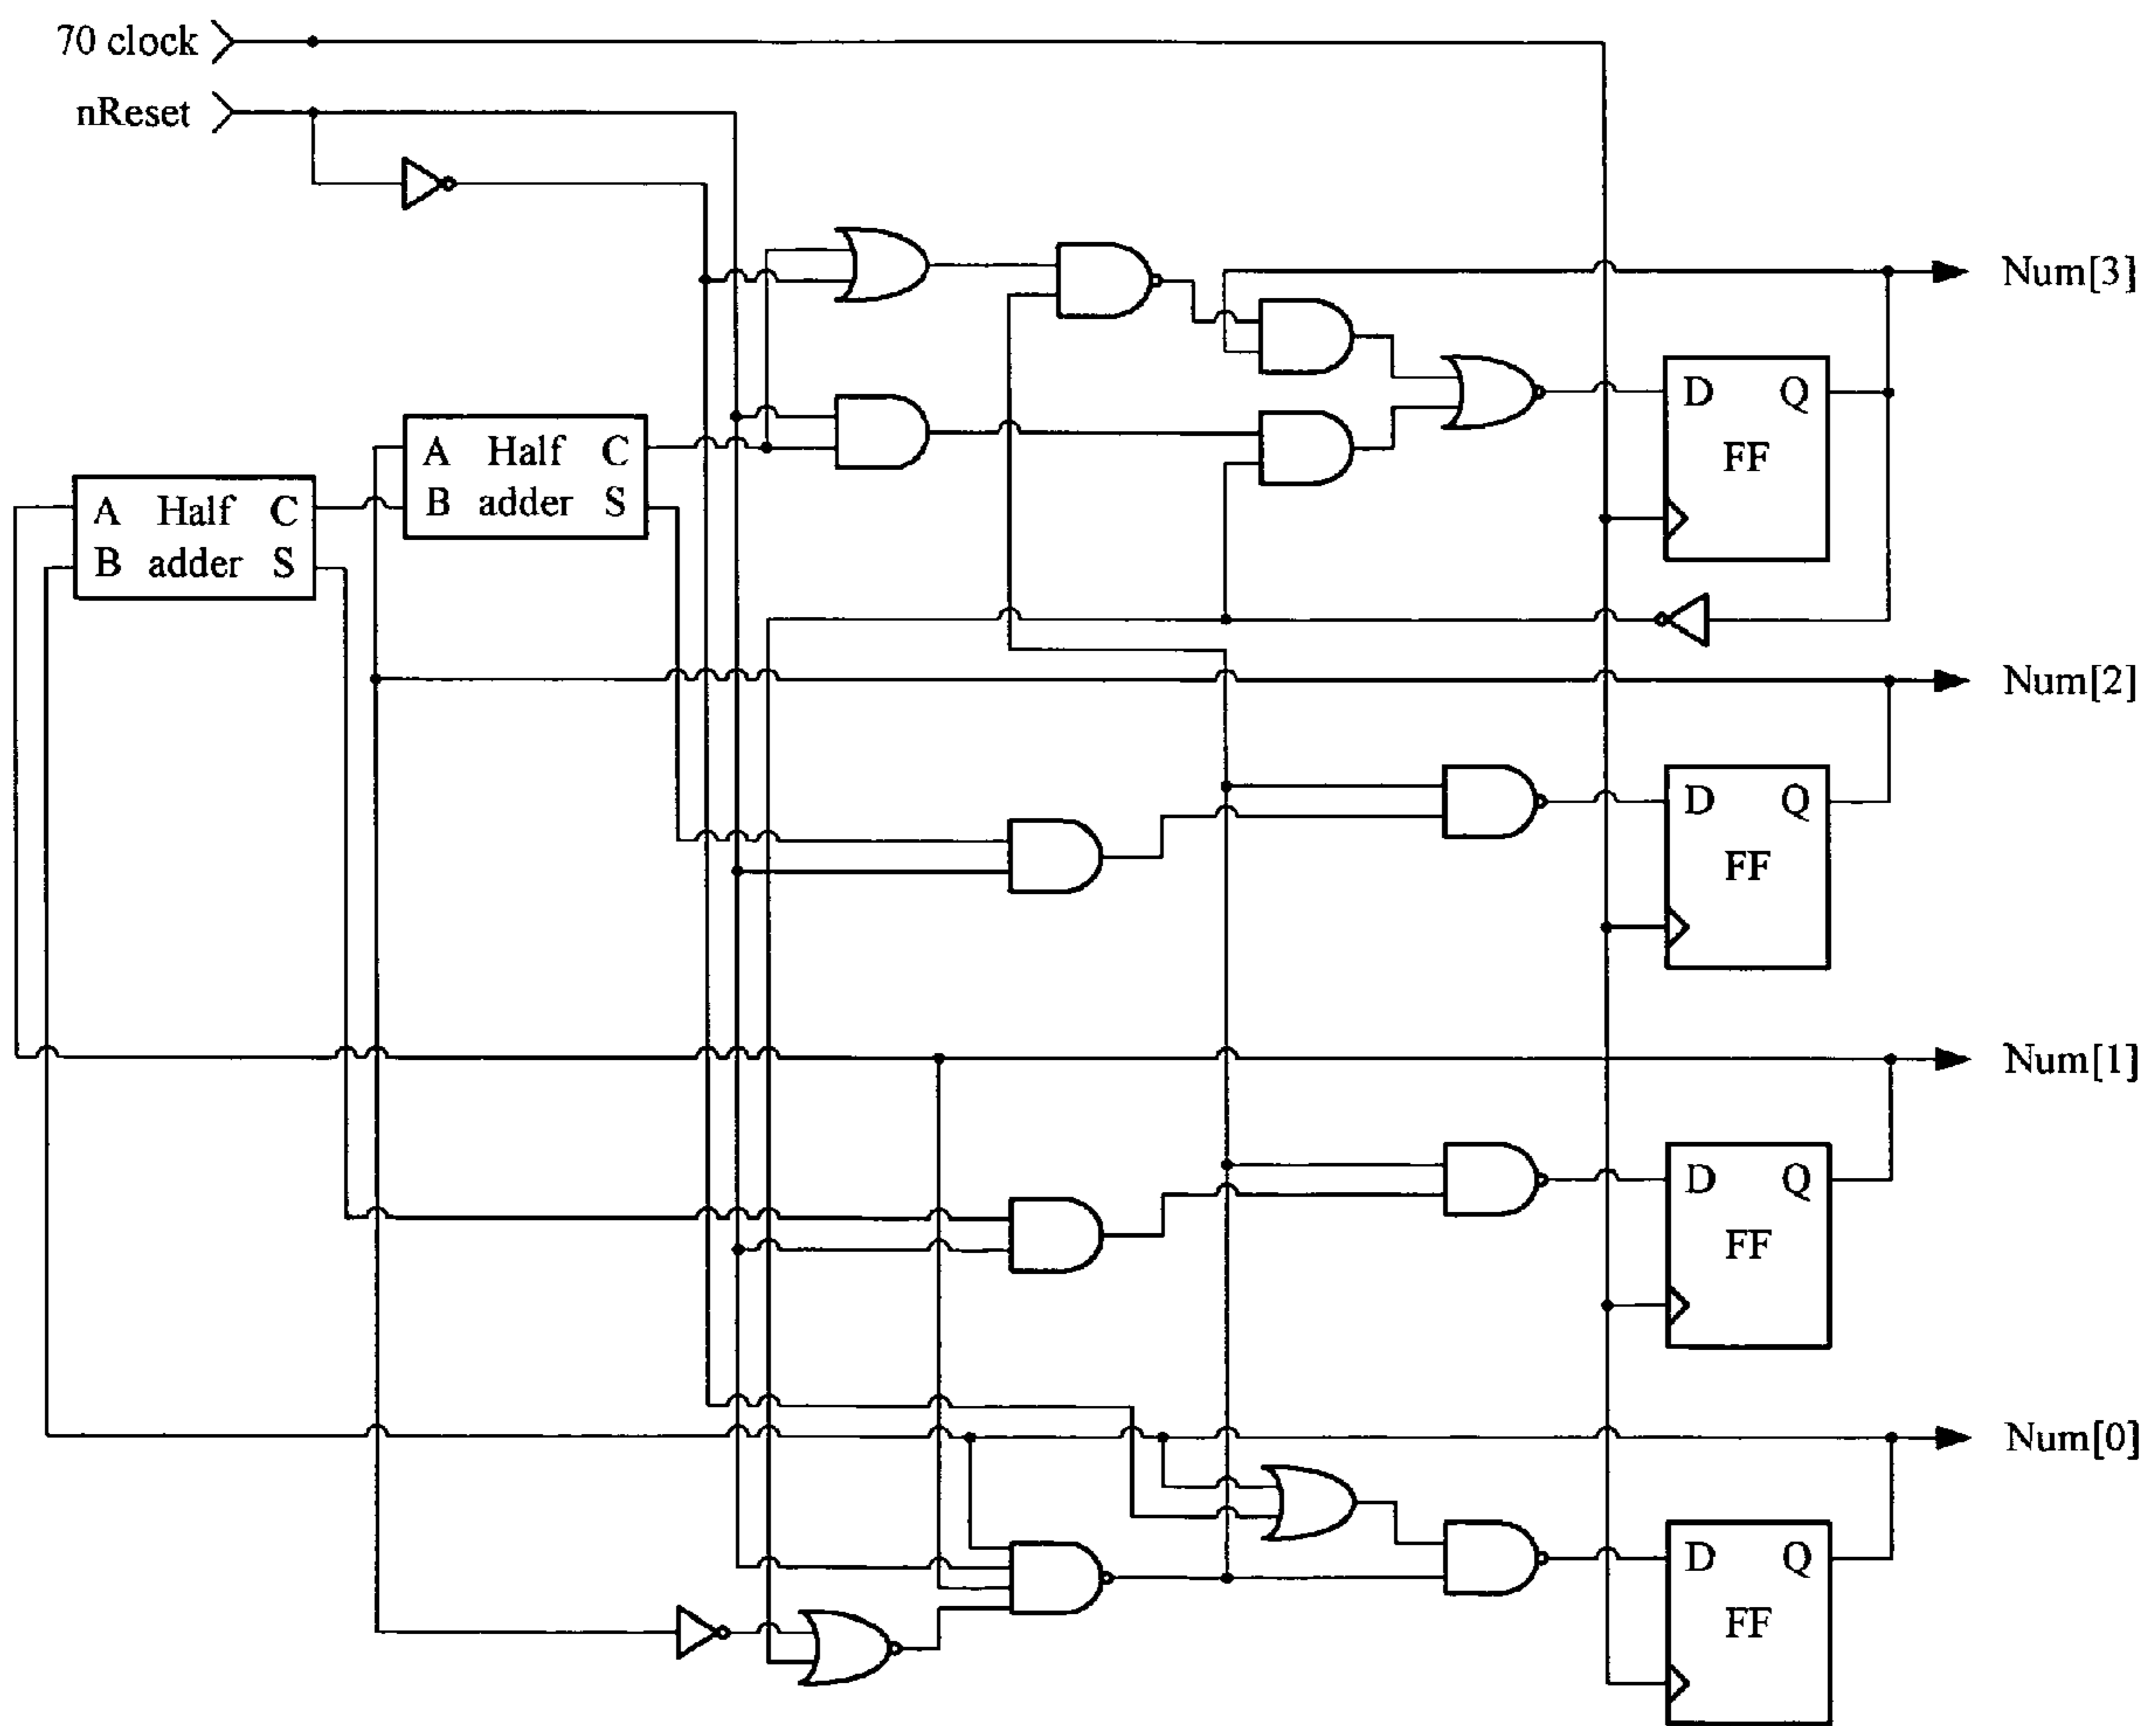 70 clock
nReset
Num[3]
D Q
FF
A Half C
B adder S
A Half C
B adder S
Num[2]
D Q
FF
Num[1]
D Q
FF
Num[0]
D Q
FF